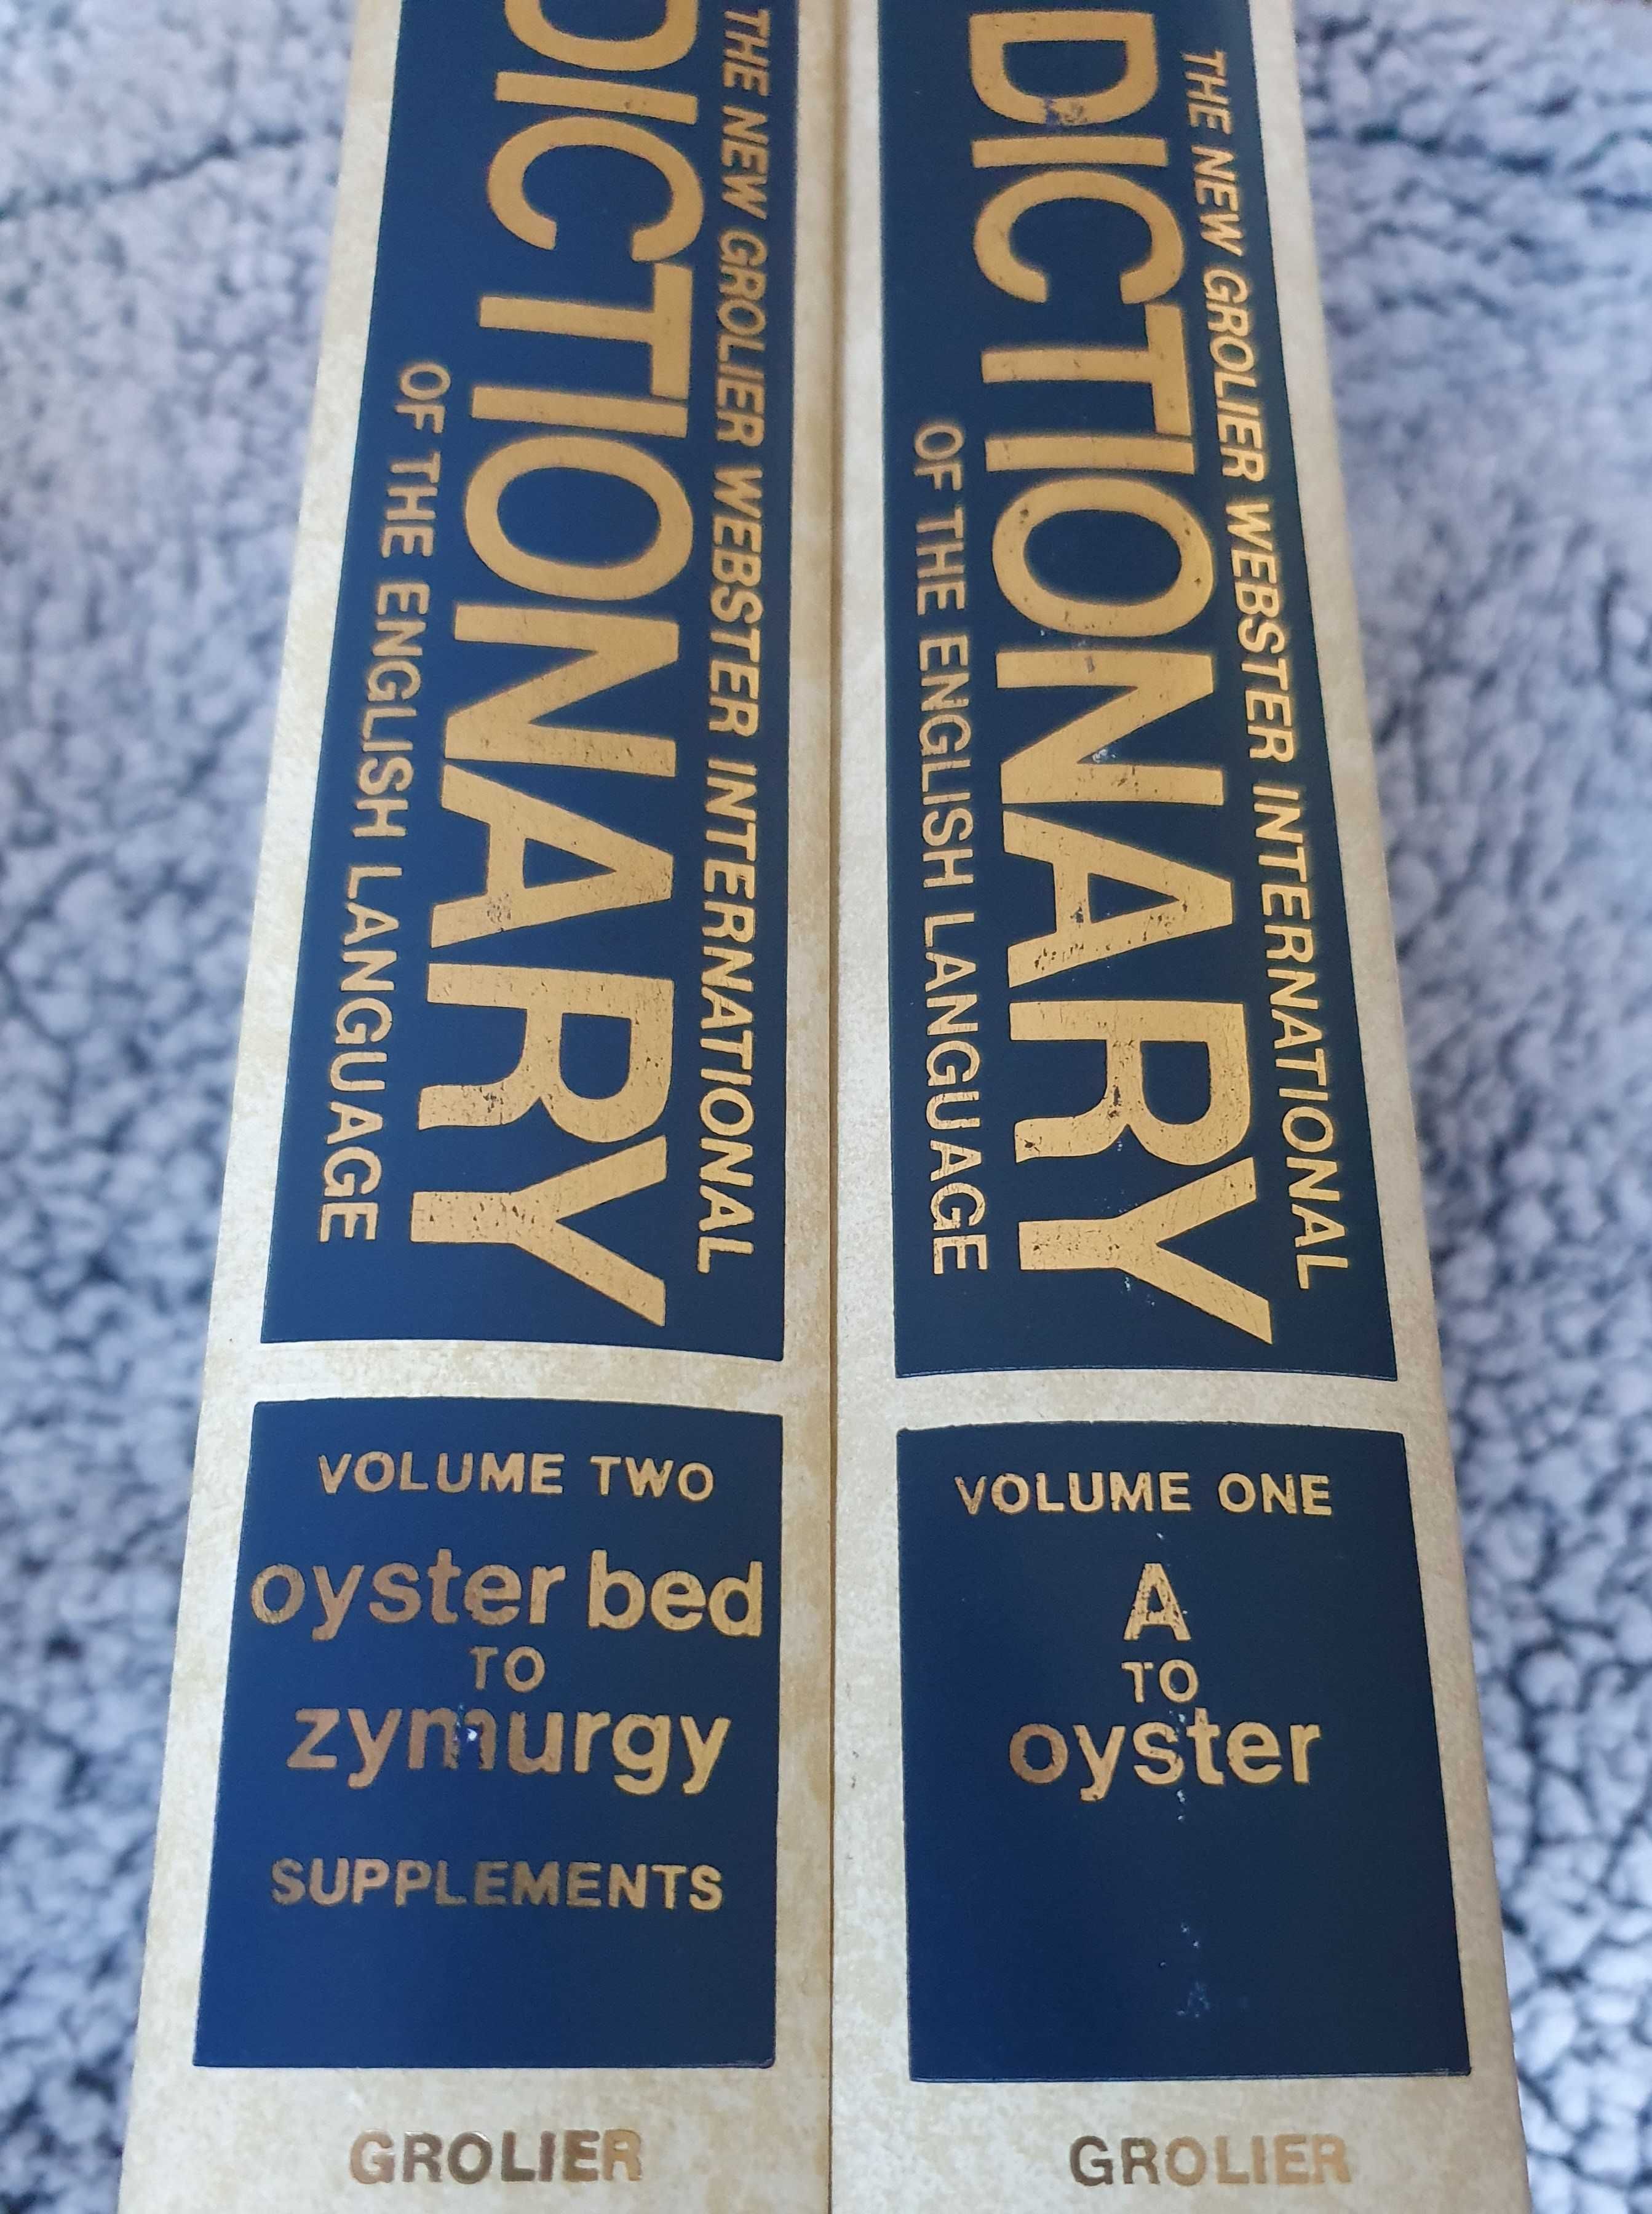 THE NEW GROLIER WEBSTER INTERNATIONAL
DICTIONARY
OF THE ENGLISH LANGUAGE
VOLUME TWO
oyster bed
TO
zymurgy
SUPPLEMENTS
GROLIER
THE NEW GROLIER WEBSTER INTERNATIONAL
DICTIONARY
OF THE ENGLISH LANGUAGE
VOLUME ONE
A
TO
oyster
GROLIER